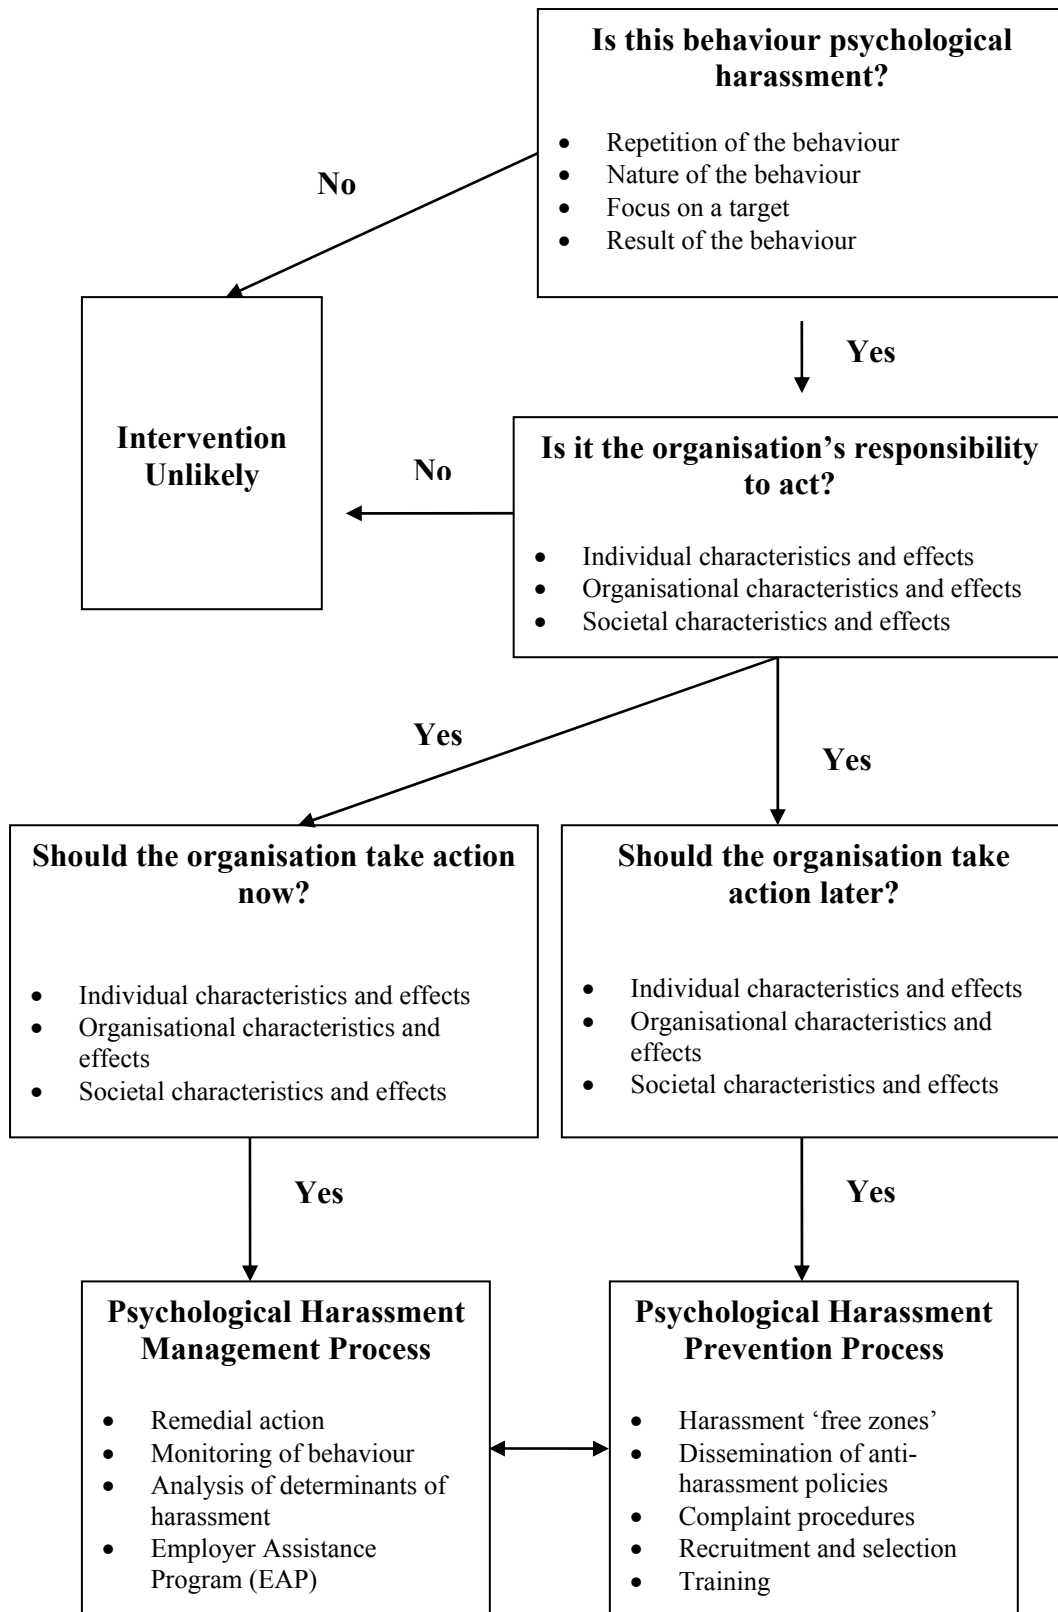 Is this behaviour psychological
harassment?
• Repetition of the behaviour
• Nature of the behaviour
• Focus on a target
• Result of the behaviour
No
Yes
Intervention
Unlikely
No
Is it the organisation’s responsibility
to act?
• Individual characteristics and effects
• Organisational characteristics and effects
• Societal characteristics and effects
Yes
Yes
Should the organisation take action
now?
• Individual characteristics and effects
• Organisational characteristics and
effects
• Societal characteristics and effects
Should the organisation take
action later?
• Individual characteristics and effects
• Organisational characteristics and
effects
• Societal characteristics and effects
Yes
Yes
Psychological Harassment
Management Process
• Remedial action
• Monitoring of behaviour
• Analysis of determinants of
harassment
• Employer Assistance
Program (EAP)
Psychological Harassment
Prevention Process
• Harassment ‘free zones’
• Dissemination of anti-
harassment policies
• Complaint procedures
• Recruitment and selection
• Training